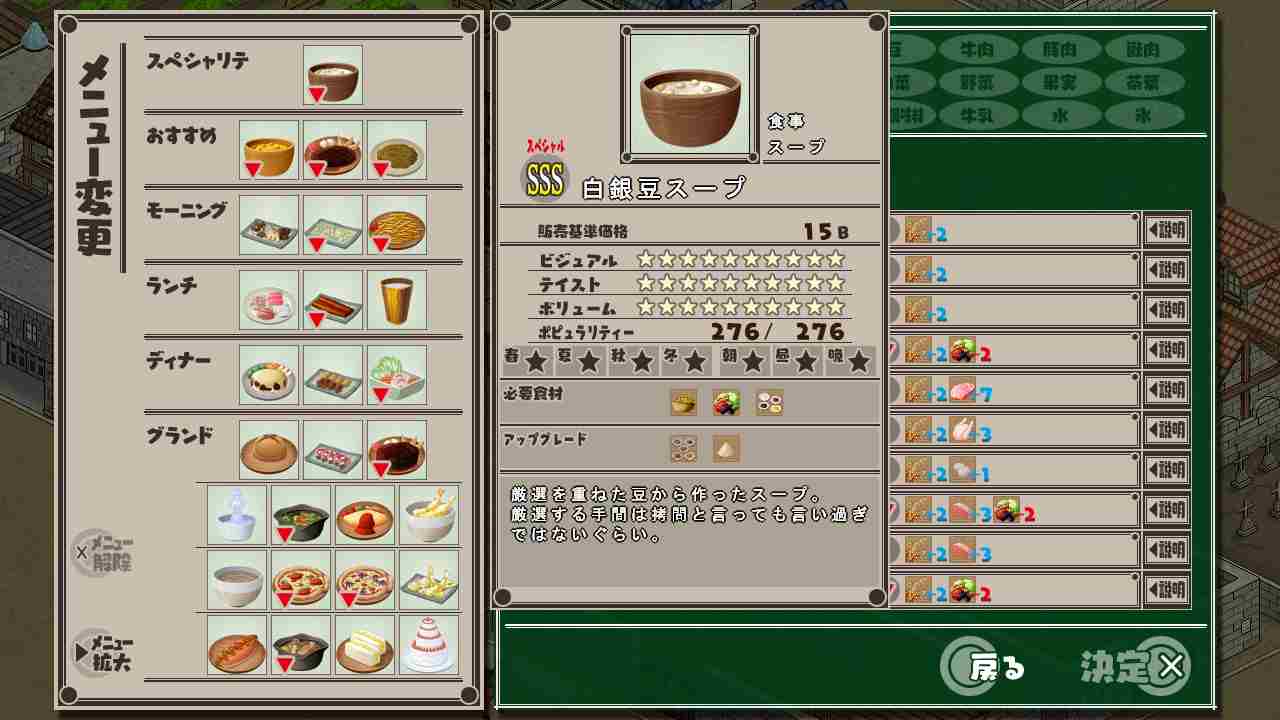 メニュー変更
スペシャリテ
おすすめ
モーニング
ランチ
ディナー
グランド
メニュー解除
メニュー拡大
食事
スープ
スペシャル
SSS
白銀豆スープ
販売基準価格 15B
ビジュアル ☆☆☆☆☆☆☆☆☆☆
テイスト ☆☆☆☆☆☆☆☆☆☆
ボリューム ☆☆☆☆☆☆☆☆☆☆
ポピュラリティー 276/ 276
春★ 夏★ 秋★ 冬★ 朝★ 昼★ 晩★
必要食材
アップグレード
厳選を重ねた豆から作ったスープ。
厳選する手間は拷問と言っても言い過ぎ
ではないぐらい。
豆 牛肉 豚肉 獣肉
菜 野菜 果実 茶葉
牛乳 水 氷
+2 説明
+2 説明
+2 説明
+2 +2 説明
+2 +7 説明
+2 +3 説明
+2 +1 説明
+2 +3 +2 説明
+2 +3 説明
+2 +2 説明
戻る
決定